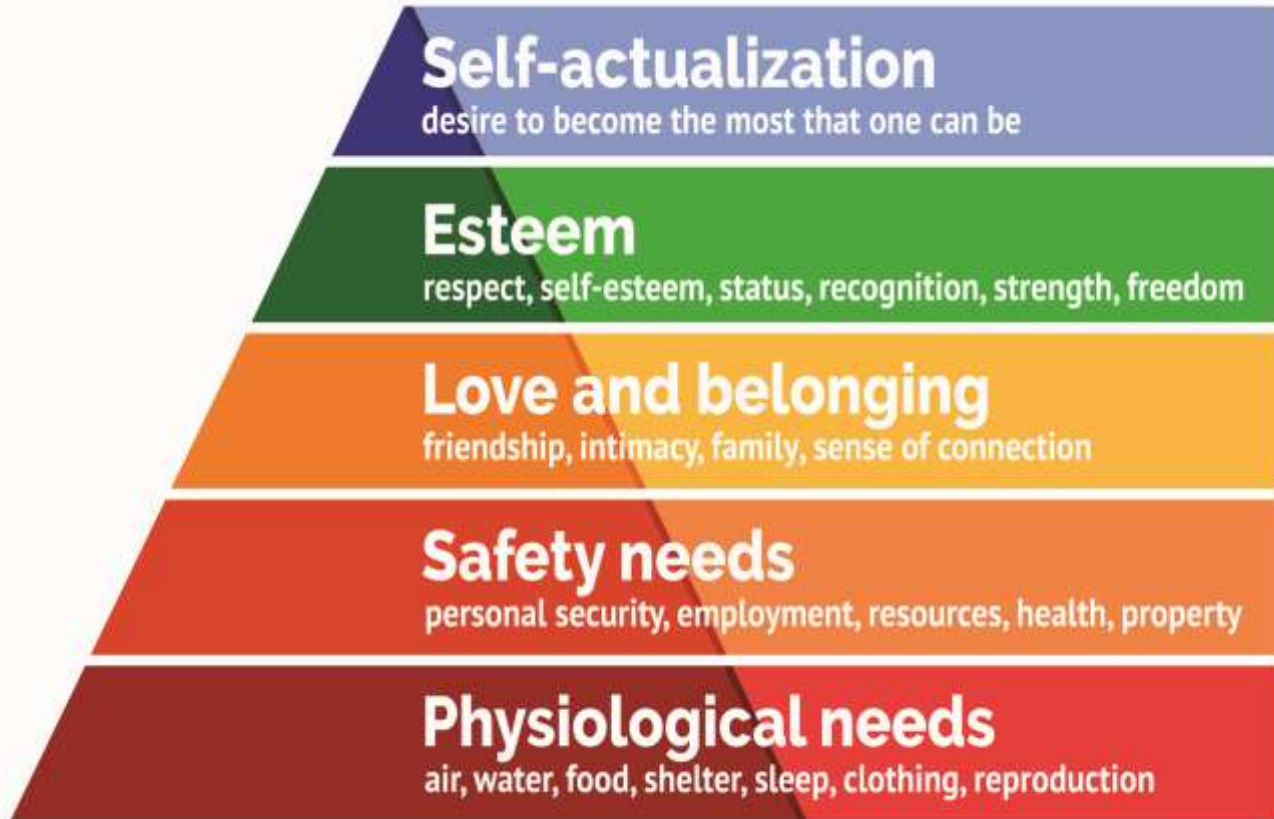 Self-actualization
desire to become the most that one can be
Esteem
respect, self-esteem, status, recognition, strength, freedom
Love and belonging
friendship, intimacy, family, sense of connection
Safety needs
personal security, employment, resources, health, property
Physiological needs
air, water, food, shelter, sleep, clothing, reproduction